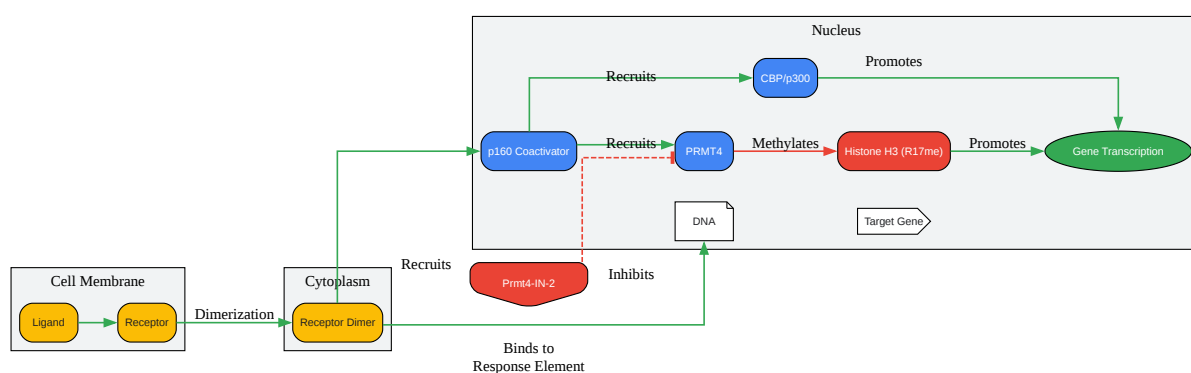 Nucleus
Recruits
CBP/p300
Promotes
p160 Coactivator
Recruits
PRMT4
Methylates
Histone H3 (R17me)
Promotes
Gene Transcription
DNA
Target Gene
Cell Membrane
Ligand
Receptor
Dimerization
Cytoplasm
Receptor Dimer
Recruits
Prmt4-IN-2
Inhibits
Binds to
Response Element